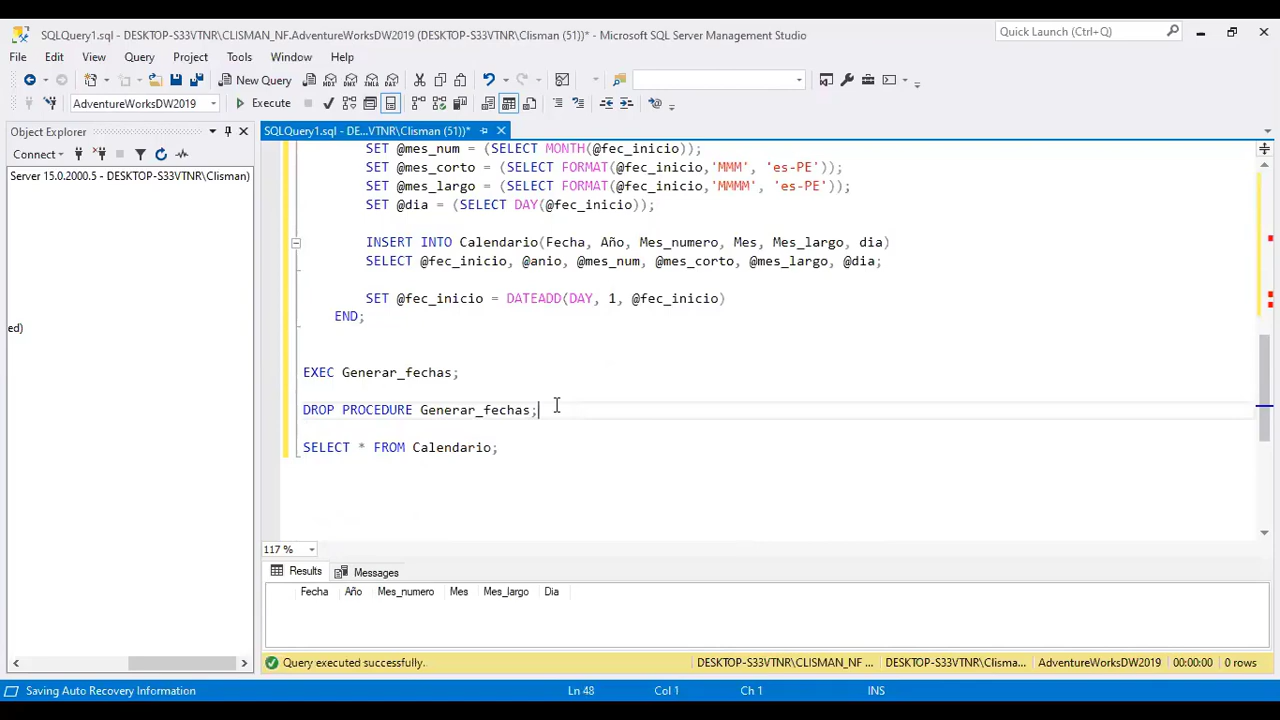 SQLQuery1.sql - DESKTOP-S33VTNR\CLISMAN_NF.AdventureWorksDW2019 (DESKTOP-S33VTNR\Clisman (51))* - Microsoft SQL Server Management Studio
Quick Launch (Ctrl+Q)
File Edit View Query Project Tools Window Help
New Query
MDX DMX XMLA DAX
AdventureWorksDW2019
Execute
Object Explorer
SQLQuery1.sql - DE...VTNR\Clisman (51))*
Connect
Server 15.0.2000.5 - DESKTOP-S33VTNR\Clisman)
ed)
SET @mes_num = (SELECT MONTH(@fec_inicio));
SET @mes_corto = (SELECT FORMAT(@fec_inicio,'MMM', 'es-PE'));
SET @mes_largo = (SELECT FORMAT(@fec_inicio,'MMMM', 'es-PE'));
SET @dia = (SELECT DAY(@fec_inicio));
INSERT INTO Calendario(Fecha, Año, Mes_numero, Mes, Mes_largo, dia)
SELECT @fec_inicio, @anio, @mes_num, @mes_corto, @mes_largo, @dia;
SET @fec_inicio = DATEADD(DAY, 1, @fec_inicio)
END;
EXEC Generar_fechas;
DROP PROCEDURE Generar_fechas;
SELECT * FROM Calendario;
117 %
Results Messages
Fecha Año Mes_numero Mes Mes_largo Dia
Query executed successfully.
DESKTOP-S33VTNR\CLISMAN_NF ... DESKTOP-S33VTNR\Clisma... AdventureWorksDW2019 00:00:00 0 rows
Saving Auto Recovery Information
Ln 48 Col 1 Ch 1 INS